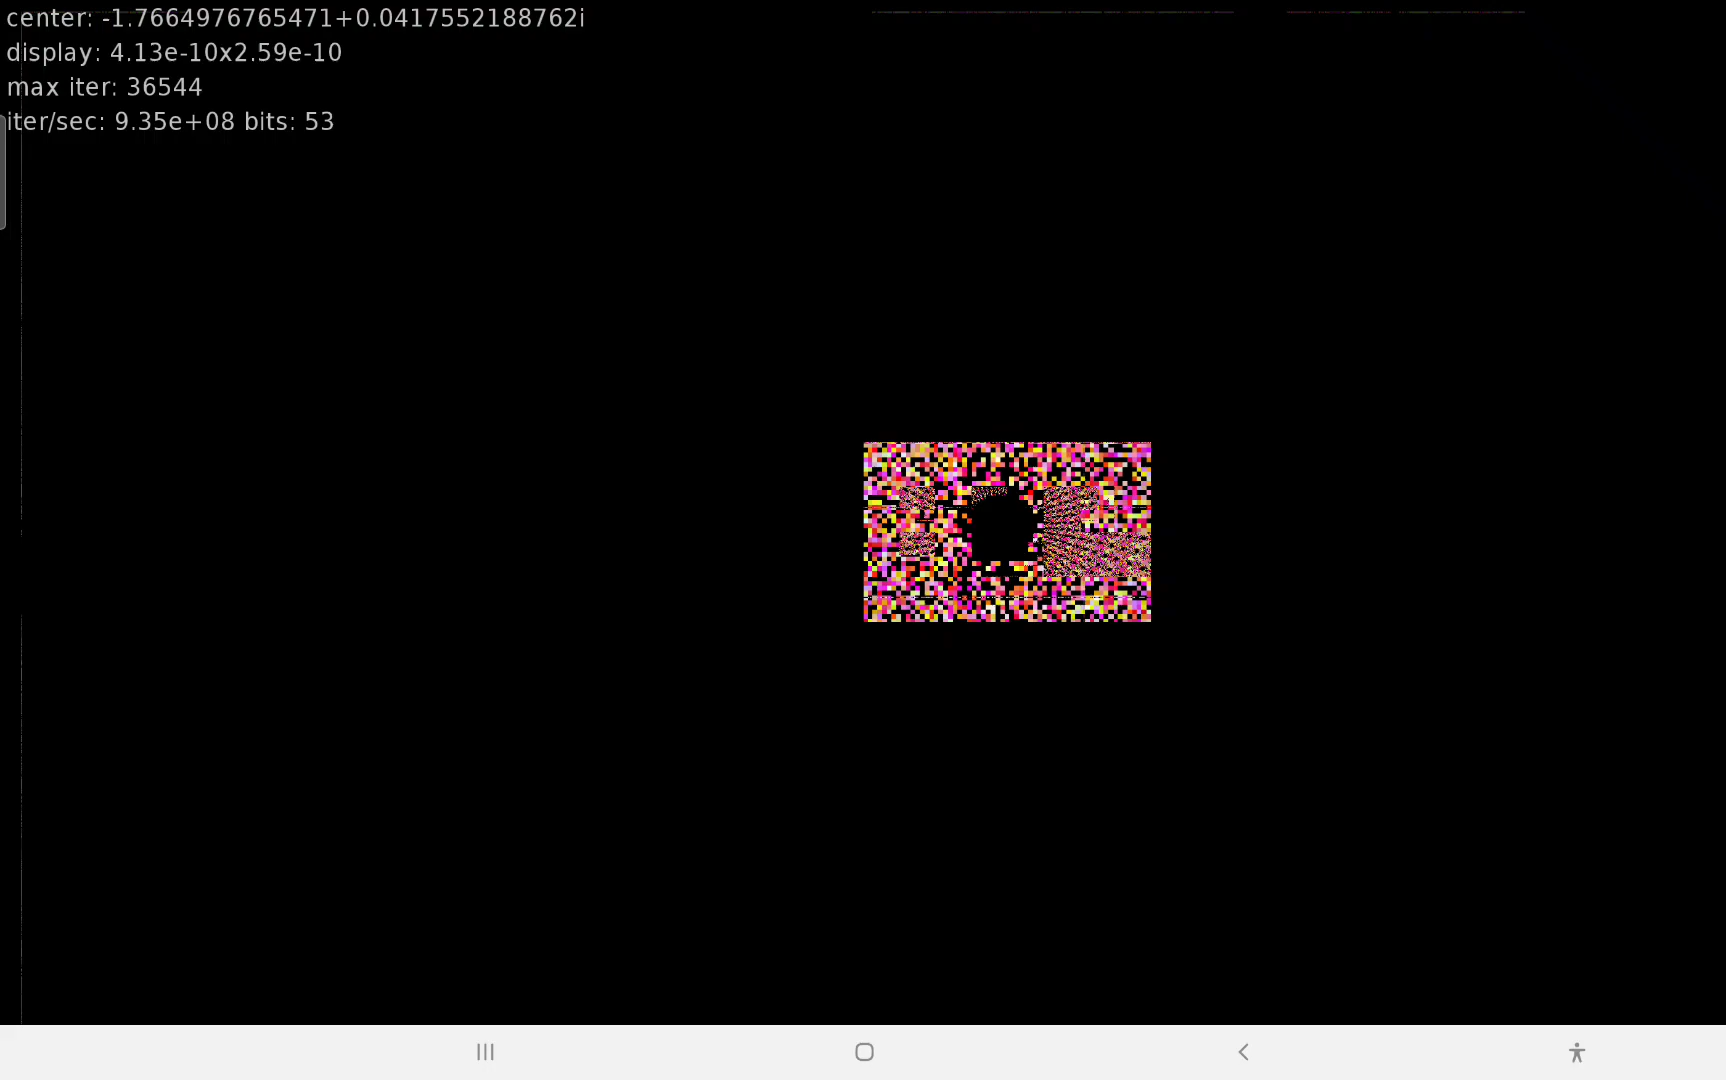 center: -1.7664976765471+0.0417552188762i
display: 4.13e-10x2.59e-10
max iter: 36544
iter/sec: 9.35e+08 bits: 53